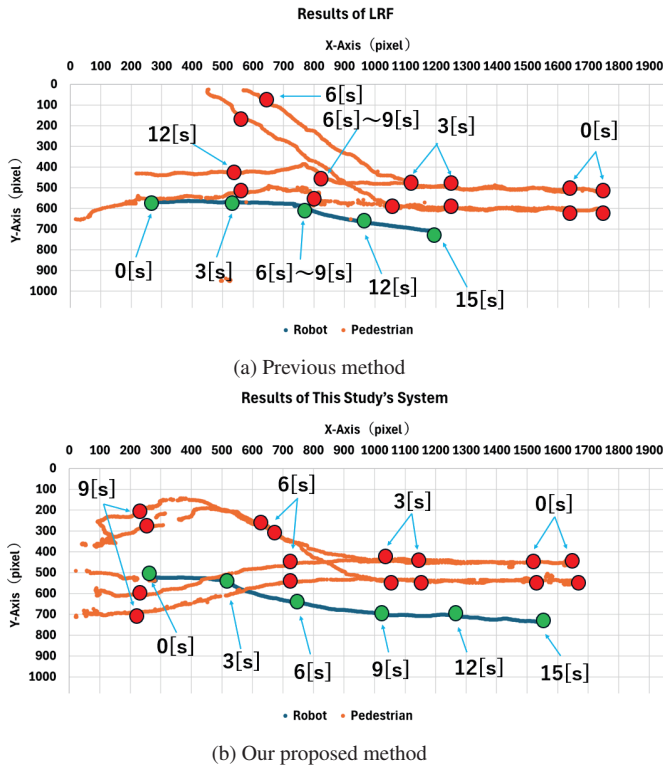 Results of LRF
X-Axis（pixel）
0 100 200 300 400 500 600 700 800 900 1000 1100 1200 1300 1400 1500 1600 1700 1800 1900
0
100
200
300
400
500
600
700
800
900
1000
Y-Axis（pixel）
6[s]
6[s]～9[s]
3[s]
0[s]
12[s]
0[s]
3[s]
6[s]～9[s]
12[s]
15[s]
Robot Pedestrian
(a) Previous method
Results of This Study's System
X-Axis（pixel）
0 100 200 300 400 500 600 700 800 900 1000 1100 1200 1300 1400 1500 1600 1700 1800 1900
0
100
200
300
400
500
600
700
800
900
1000
Y-Axis（pixel）
9[s]
6[s]
3[s]
0[s]
0[s]
3[s]
6[s]
9[s]
12[s]
15[s]
Robot Pedestrian
(b) Our proposed method